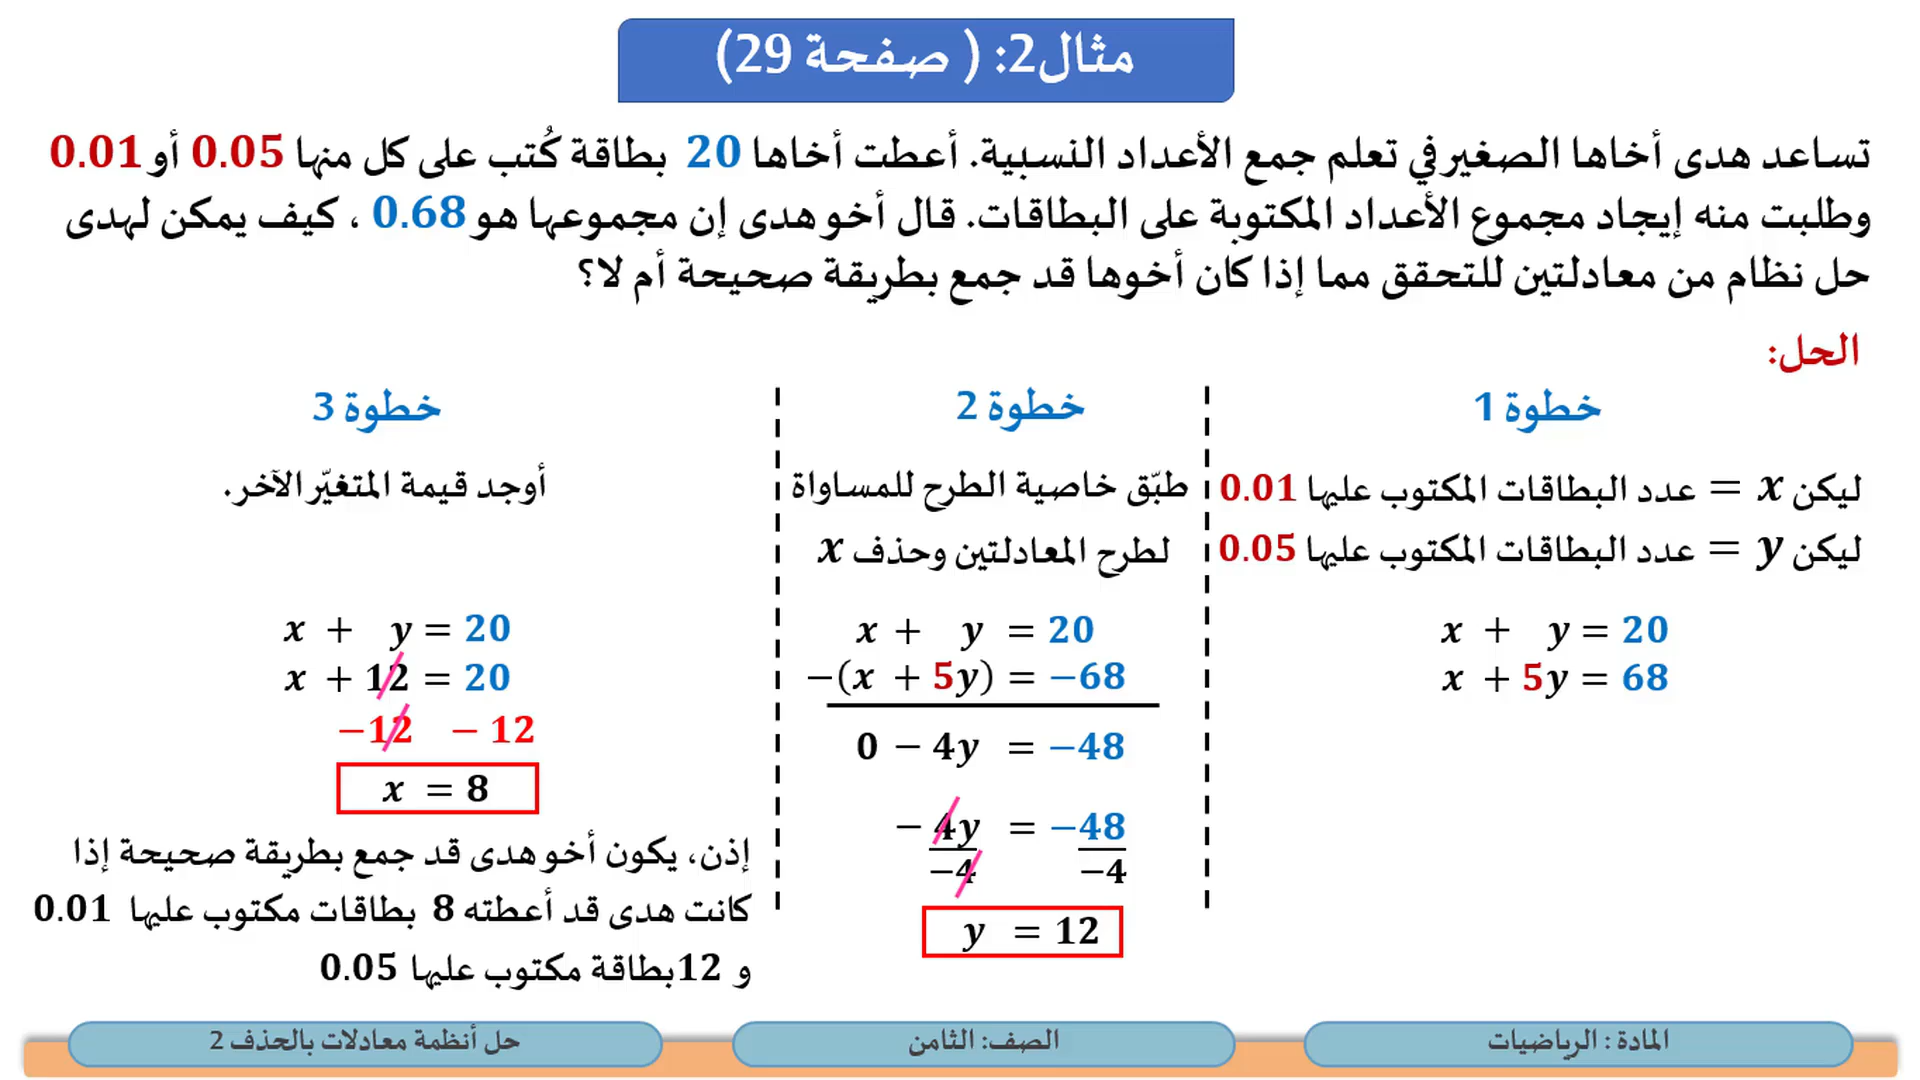 مثال2: ( صفحة 29)
تساعد هدى أخاها الصغير في تعلم جمع الأعداد النسبية. أعطت أخاها 20 بطاقة كُتب على كل منها 0.05 أو 0.01
وطلبت منه إيجاد مجموع الأعداد المكتوبة على البطاقات. قال أخو هدى إن مجموعها هو 0.68 ، كيف يمكن لهدى
حل نظام من معادلتين للتحقق مما إذا كان أخوها قد جمع بطريقة صحيحة أم لا؟
الحل:
خطوة 1
ليكن x = عدد البطاقات المكتوب عليها 0.01
ليكن y = عدد البطاقات المكتوب عليها 0.05
x + y = 20
x + 5y = 68
خطوة 2
طبّق خاصية الطرح للمساواة
لطرح المعادلتين وحذف x
x + y = 20
−(x + 5y) = −68
0 − 4y = −48
− 4y = −48
−4 −4
y = 12
خطوة 3
أوجد قيمة المتغيّر الآخر.
x + y = 20
x + 12 = 20
−12 − 12
x = 8
إذن، يكون أخو هدى قد جمع بطريقة صحيحة إذا
كانت هدى قد أعطته 8 بطاقات مكتوب عليها 0.01
و 12بطاقة مكتوب عليها 0.05
المادة : الرياضيات
الصف: الثامن
حل أنظمة معادلات بالحذف 2